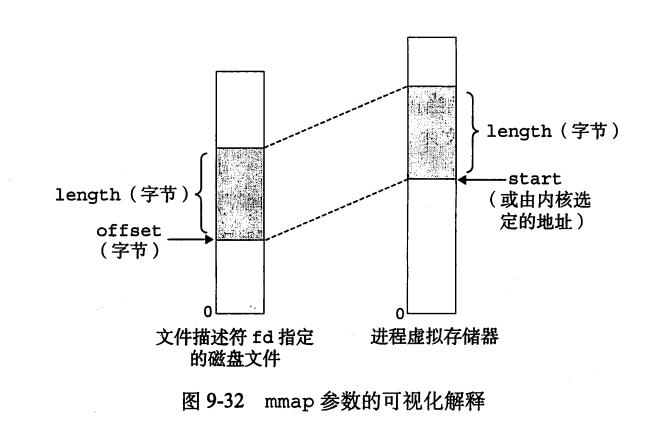 length（字节）
offset
（字节）
0
文件描述符 fd 指定
的磁盘文件
length（字节）
start
（或由内核选
定的地址）
0
进程虚拟存储器
图 9-32 mmap 参数的可视化解释